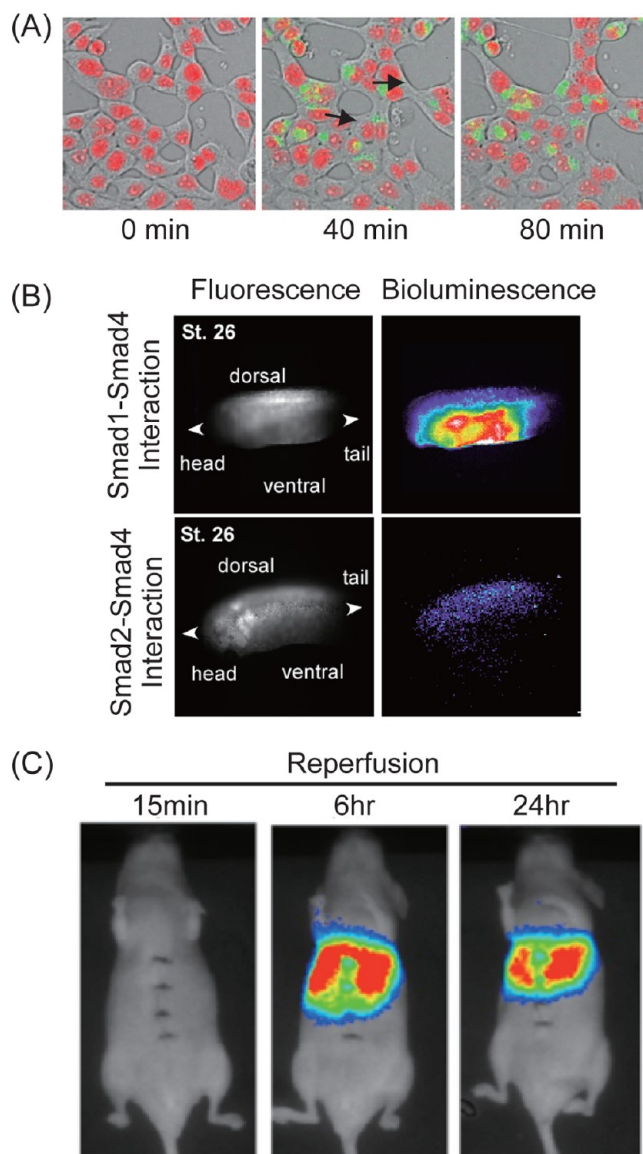 (A)
0 min 40 min 80 min
(B)
Fluorescence Bioluminescence
Smad1-Smad4
Interaction
St. 26
dorsal
head
tail
ventral
Smad2-Smad4
Interaction
St. 26
dorsal
tail
head
ventral
(C)
Reperfusion
15min 6hr 24hr